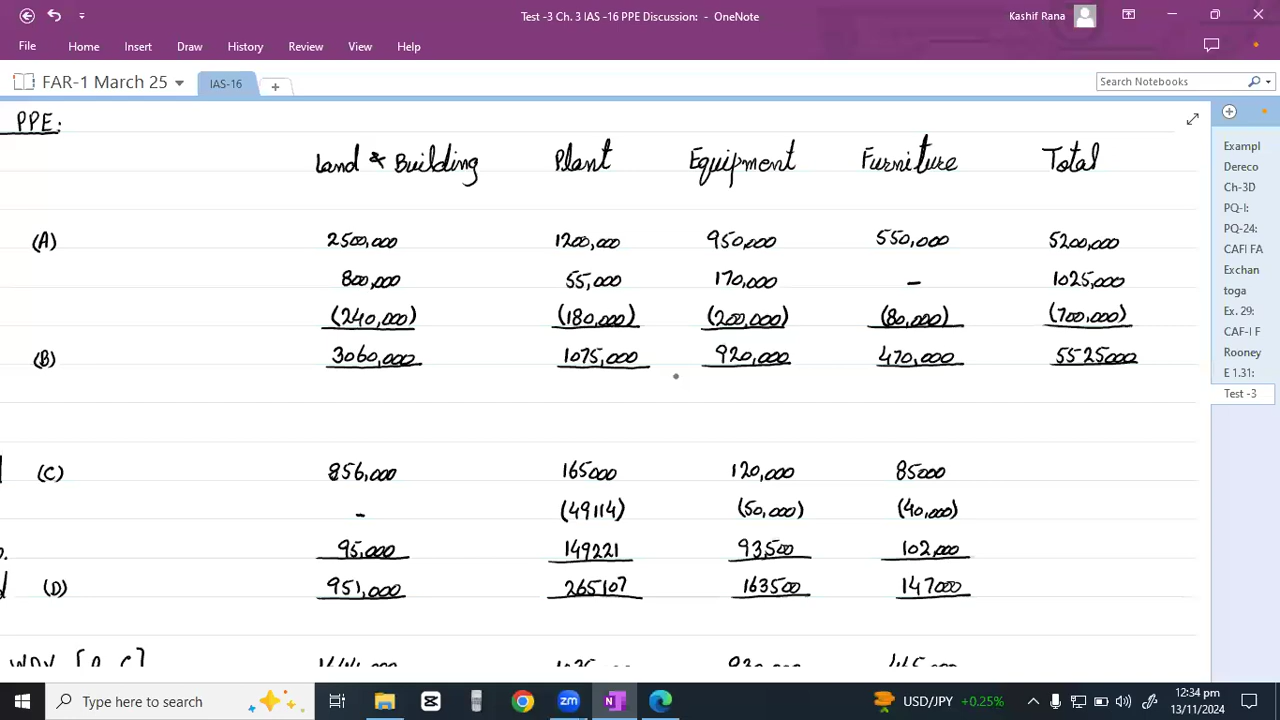 Test -3 Ch. 3 IAS -16 PPE Discussion: - OneNote
Kashif Rana
File Home Insert Draw History Review View Help
FAR-1 March 25
IAS-16
Search Notebooks
PPE:
Land & Building Plant Equipment Furniture Total
(A) 2500,000 1200,000 950,000 550,000 5200,000
800,000 55,000 170,000 - 1025,000
(240,000) (180,000) (200,000) (80,000) (700,000)
(B) 3060,000 1075,000 920,000 470,000 5525000
(C) 856,000 165000 120,000 85000
- (49114) (50,000) (40,000)
95,000 149221 93,500 102,000
(D) 951,000 265107 163500 147000
Exampl
Dereco
Ch-3D
PQ-I:
PQ-24:
CAFI FA
Exchan
toga
Ex. 29:
CAF-I F
Rooney
E 1.31:
Test -3
Type here to search
USD/JPY +0.25%
12:34 pm
13/11/2024